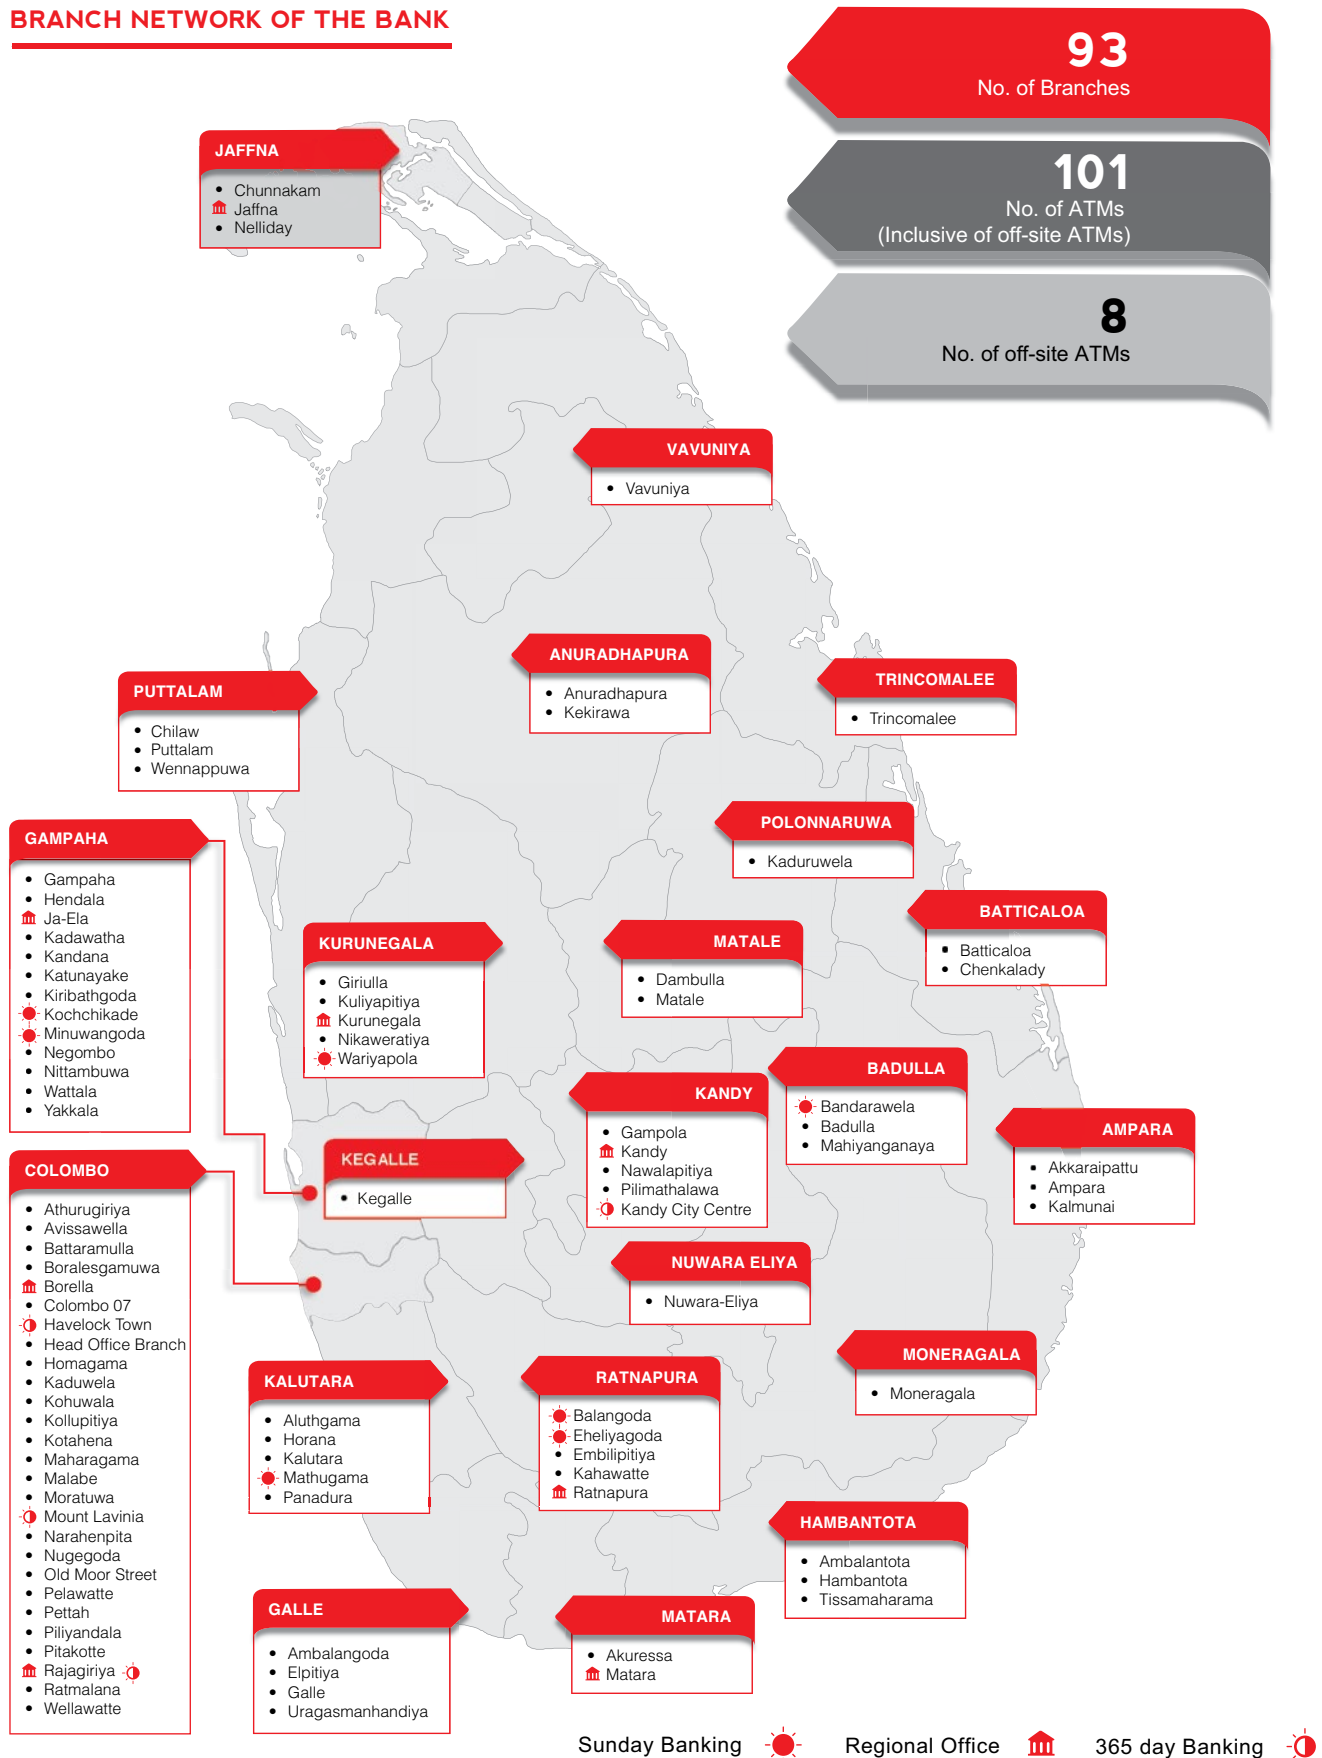 BRANCH NETWORK OF THE BANK
93
No. of Branches
101
No. of ATMs
(Inclusive of off-site ATMs)
8
No. of off-site ATMs
JAFFNA
Chunnakam
Jaffna
Nelliday
VAVUNIYA
Vavuniya
ANURADHAPURA
Anuradhapura
Kekirawa
TRINCOMALEE
Trincomalee
PUTTALAM
Chilaw
Puttalam
Wennappuwa
POLONNARUWA
Kaduruwela
GAMPAHA
Gampaha
Hendala
Ja-Ela
Kadawatha
Kandana
Katunayake
Kiribathgoda
Kochchikade
Minuwangoda
Negombo
Nittambuwa
Wattala
Yakkala
KURUNEGALA
Giriulla
Kuliyapitiya
Kurunegala
Nikaweratiya
Wariyapola
MATALE
Dambulla
Matale
BATTICALOA
Batticaloa
Chenkalady
BADULLA
Bandarawela
Badulla
Mahiyanganaya
KANDY
Gampola
Kandy
Nawalapitiya
Pilimathalawa
Kandy City Centre
AMPARA
Akkaraipattu
Ampara
Kalmunai
KEGALLE
Kegalle
COLOMBO
Athurugiriya
Avissawella
Battaramulla
Boralesgamuwa
Borella
Colombo 07
Havelock Town
Head Office Branch
Homagama
Kaduwela
Kohuwala
Kollupitiya
Kotahena
Maharagama
Malabe
Moratuwa
Mount Lavinia
Narahenpita
Nugegoda
Old Moor Street
Pelawatte
Pettah
Piliyandala
Pitakotte
Rajagiriya
Ratmalana
Wellawatte
NUWARA ELIYA
Nuwara-Eliya
MONERAGALA
Moneragala
KALUTARA
Aluthgama
Horana
Kalutara
Mathugama
Panadura
RATNAPURA
Balangoda
Eheliyagoda
Embilipitiya
Kahawatte
Ratnapura
HAMBANTOTA
Ambalantota
Hambantota
Tissamaharama
GALLE
Ambalangoda
Elpitiya
Galle
Uragasmanhandiya
MATARA
Akuressa
Matara
Sunday Banking
Regional Office
365 day Banking